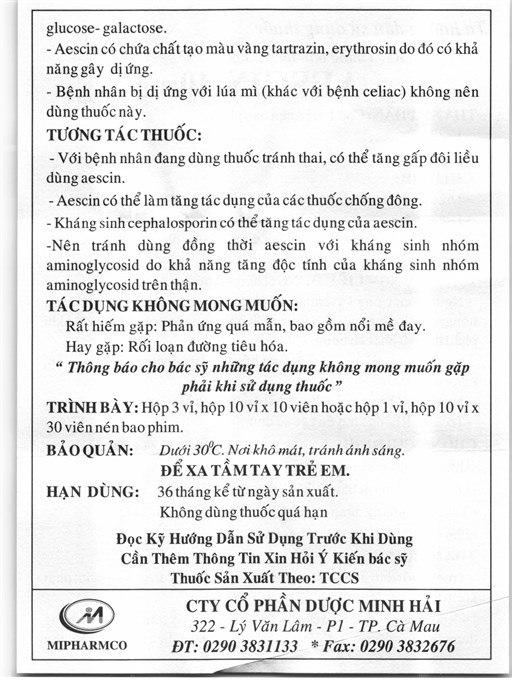 glucose- galactose.
- Aescin có chứa chất tạo màu vàng tartrazin, erythrosin do đó có khả
năng gây dị ứng.
- Bệnh nhân bị dị ứng với lúa mì (khác với bệnh celiac) không nên
dùng thuốc này.
TƯƠNG TÁC THUỐC:
- Với bệnh nhân đang dùng thuốc tránh thai, có thể tăng gấp đôi liều
dùng aescin.
- Aescin có thể làm tăng tác dụng của các thuốc chống đông.
- Kháng sinh cephalosporin có thể tăng tác dụng của aescin.
-Nên tránh dùng đồng thời aescin với kháng sinh nhóm
aminoglycosid do khả năng tăng độc tính của kháng sinh nhóm
aminoglycosid trên thận.
TÁC DỤNG KHÔNG MONG MUỐN:
Rất hiếm gặp: Phản ứng quá mẫn, bao gồm nổi mề đay.
Hay gặp: Rối loạn đường tiêu hóa.
“ Thông báo cho bác sỹ những tác dụng không mong muốn gặp
phải khi sử dụng thuốc ”
TRÌNH BÀY: Hộp 3 vỉ, hộp 10 vỉ x 10 viên hoặc hộp 1 vỉ, hộp 10 vỉ x
30 viên nén bao phim.
BẢO QUẢN: Dưới 30⁰C. Nơi khô mát, tránh ánh sáng.
ĐỂ XA TẦM TAY TRẺ EM.
HẠN DÙNG: 36 tháng kể từ ngày sản xuất.
Không dùng thuốc quá hạn
Đọc Kỹ Hướng Dẫn Sử Dụng Trước Khi Dùng
Cần Thêm Thông Tin Xin Hỏi Ý Kiến bác sỹ
Thuốc Sản Xuất Theo: TCCS
CTY CỔ PHẦN DƯỢC MINH HẢI
322 - Lý Văn Lâm - P1 - TP. Cà Mau
MIPHARMCO ĐT: 0290 3831133 * Fax: 0290 3832676